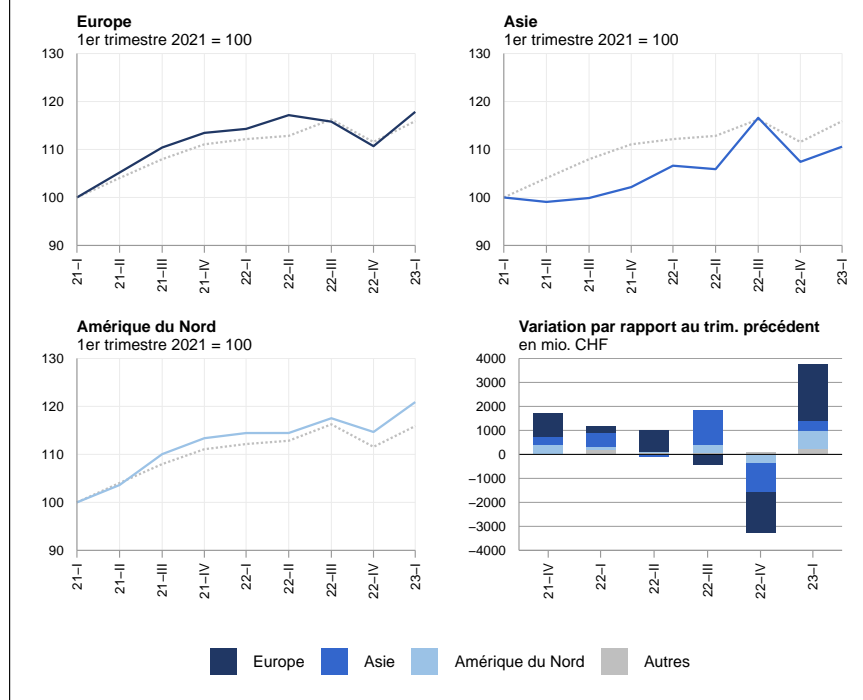 Europe
1er trimestre 2021 = 100
130
120
110
100
90
21–I
21–II
21–III
21–IV
22–I
22–II
22–III
22–IV
23–I
Asie
1er trimestre 2021 = 100
130
120
110
100
90
21–I
21–II
21–III
21–IV
22–I
22–II
22–III
22–IV
23–I
Amérique du Nord
1er trimestre 2021 = 100
130
120
110
100
90
21–I
21–II
21–III
21–IV
22–I
22–II
22–III
22–IV
23–I
Variation par rapport au trim. précédent
en mio. CHF
4000
3000
2000
1000
0
–1000
–2000
–3000
–4000
21–IV
22–I
22–II
22–III
22–IV
23–I
Europe Asie Amérique du Nord Autres